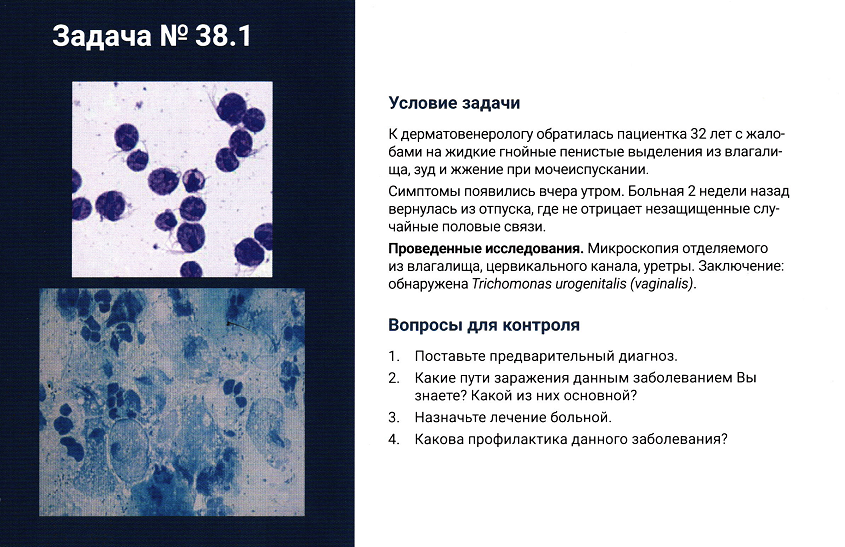 Задача № 38.1
Условие задачи
К дерматовенерологу обратилась пациентка 32 лет с жало-
бами на жидкие гнойные пенистые выделения из влагали-
ща, зуд и жжение при мочеиспускании.
Симптомы появились вчера утром. Больная 2 недели назад
вернулась из отпуска, где не отрицает незащищенные слу-
чайные половые связи.
Проведенные исследования. Микроскопия отделяемого
из влагалища, цервикального канала, уретры. Заключение:
обнаружена Trichomonas urogenitalis (vaginalis).
Вопросы для контроля
1. Поставьте предварительный диагноз.
2. Какие пути заражения данным заболеванием Вы
знаете? Какой из них основной?
3. Назначьте лечение больной.
4. Какова профилактика данного заболевания?